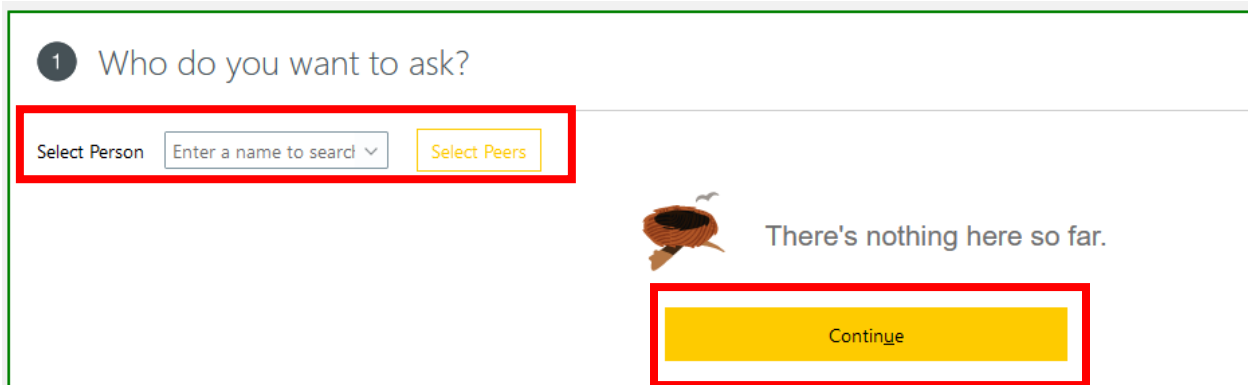 1 Who do you want to ask?
Select Person Enter a name to search Select Peers
There's nothing here so far.
Continue